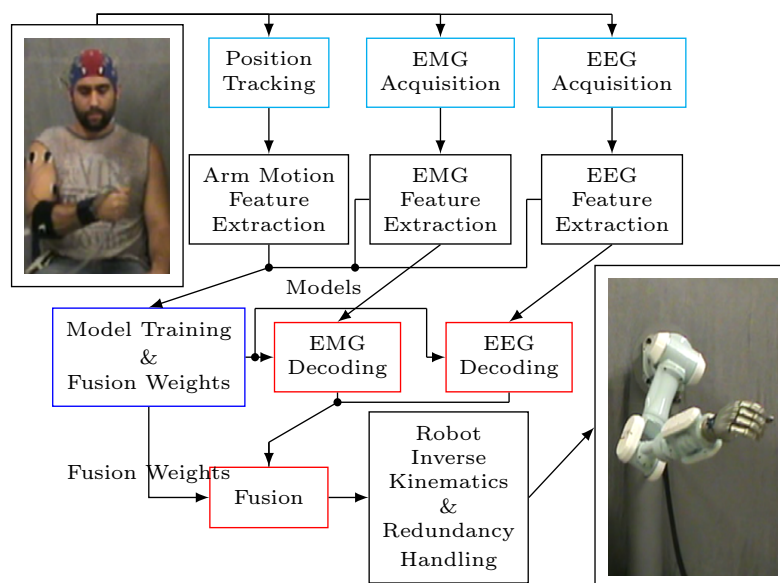 Position
Tracking
EMG
Acquisition
EEG
Acquisition
Arm Motion
Feature
Extraction
EMG
Feature
Extraction
EEG
Feature
Extraction
Models
Model Training
&
Fusion Weights
EMG
Decoding
EEG
Decoding
Fusion Weights
Fusion
Robot
Inverse
Kinematics
&
Redundancy
Handling